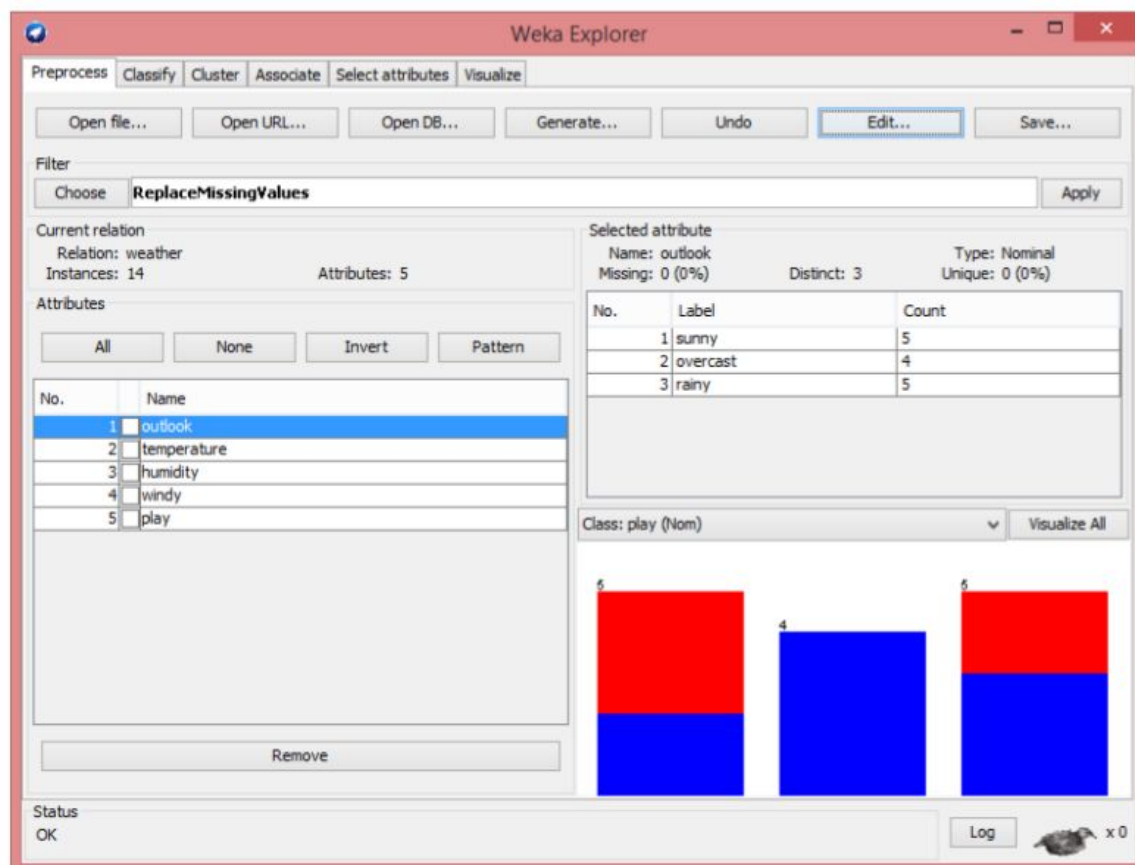 Weka Explorer
Preprocess Classify Cluster Associate Select attributes Visualize
Open file... Open URL... Open DB... Generate... Undo Edit... Save...
Filter
Choose ReplaceMissingValues Apply
Current relation
Relation: weather
Instances: 14 Attributes: 5
Attributes
All None Invert Pattern
No. Name
1 outlook
2 temperature
3 humidity
4 windy
5 play
Remove
Selected attribute
Name: outlook Type: Nominal
Missing: 0 (0%) Distinct: 3 Unique: 0 (0%)
No. Label Count
1 sunny 5
2 overcast 4
3 rainy 5
Class: play (Nom) Visualize All
5 5
4
Status
OK
Log x 0